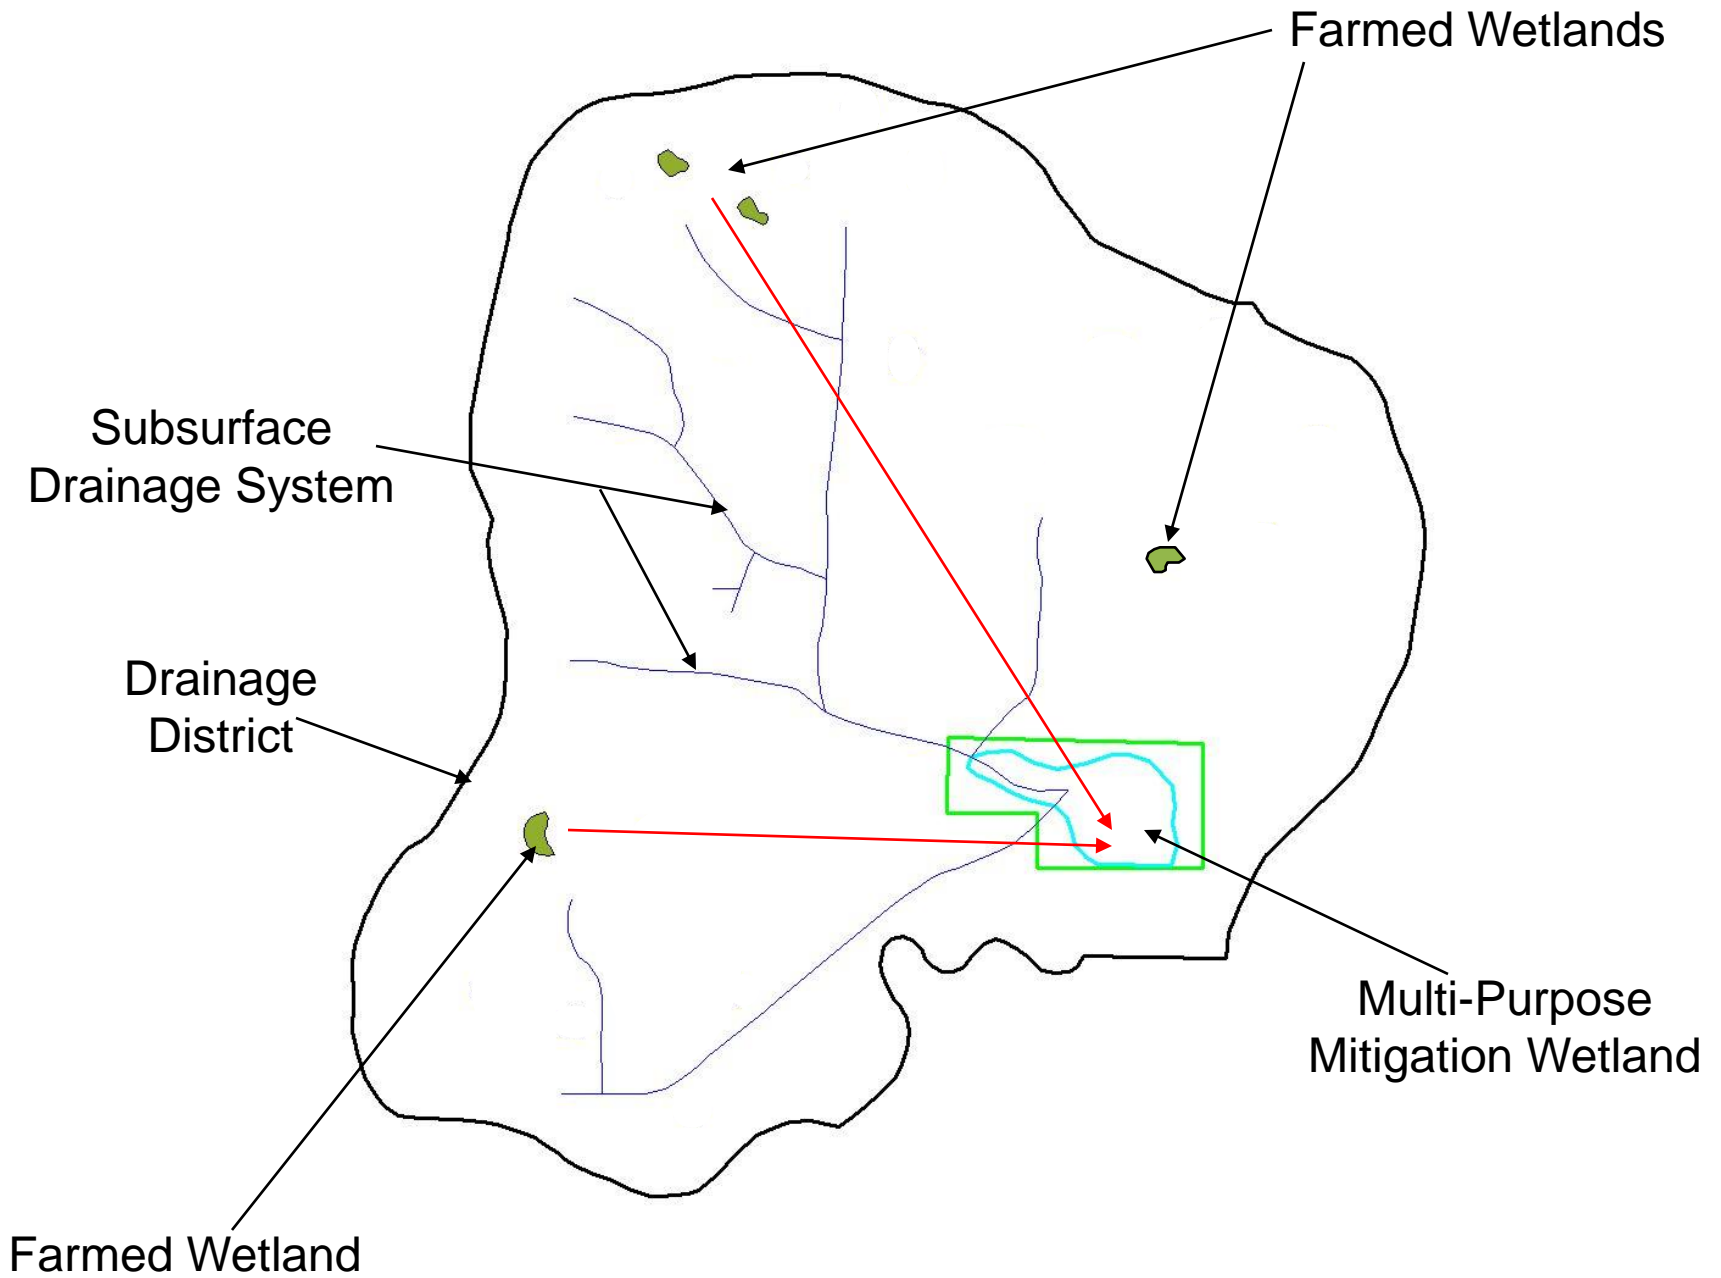 Farmed Wetlands
Subsurface
Drainage System
Drainage
District
Multi-Purpose
Mitigation Wetland
Farmed Wetland